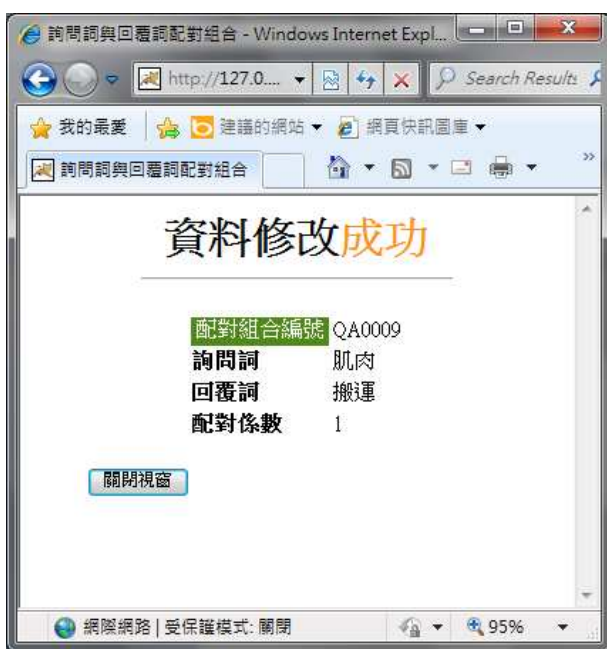 詢問詞與回覆詞配對組合 - Windows Internet Expl...
http://127.0.... Search Results
我的最愛 建議的網站 網頁快訊圖庫
詢問詞與回覆詞配對組合
資料修改成功
配對組合編號 QA0009
詢問詞 肌肉
回覆詞 搬運
配對係數 1
關閉視窗
網際網路 | 受保護模式: 關閉 95%